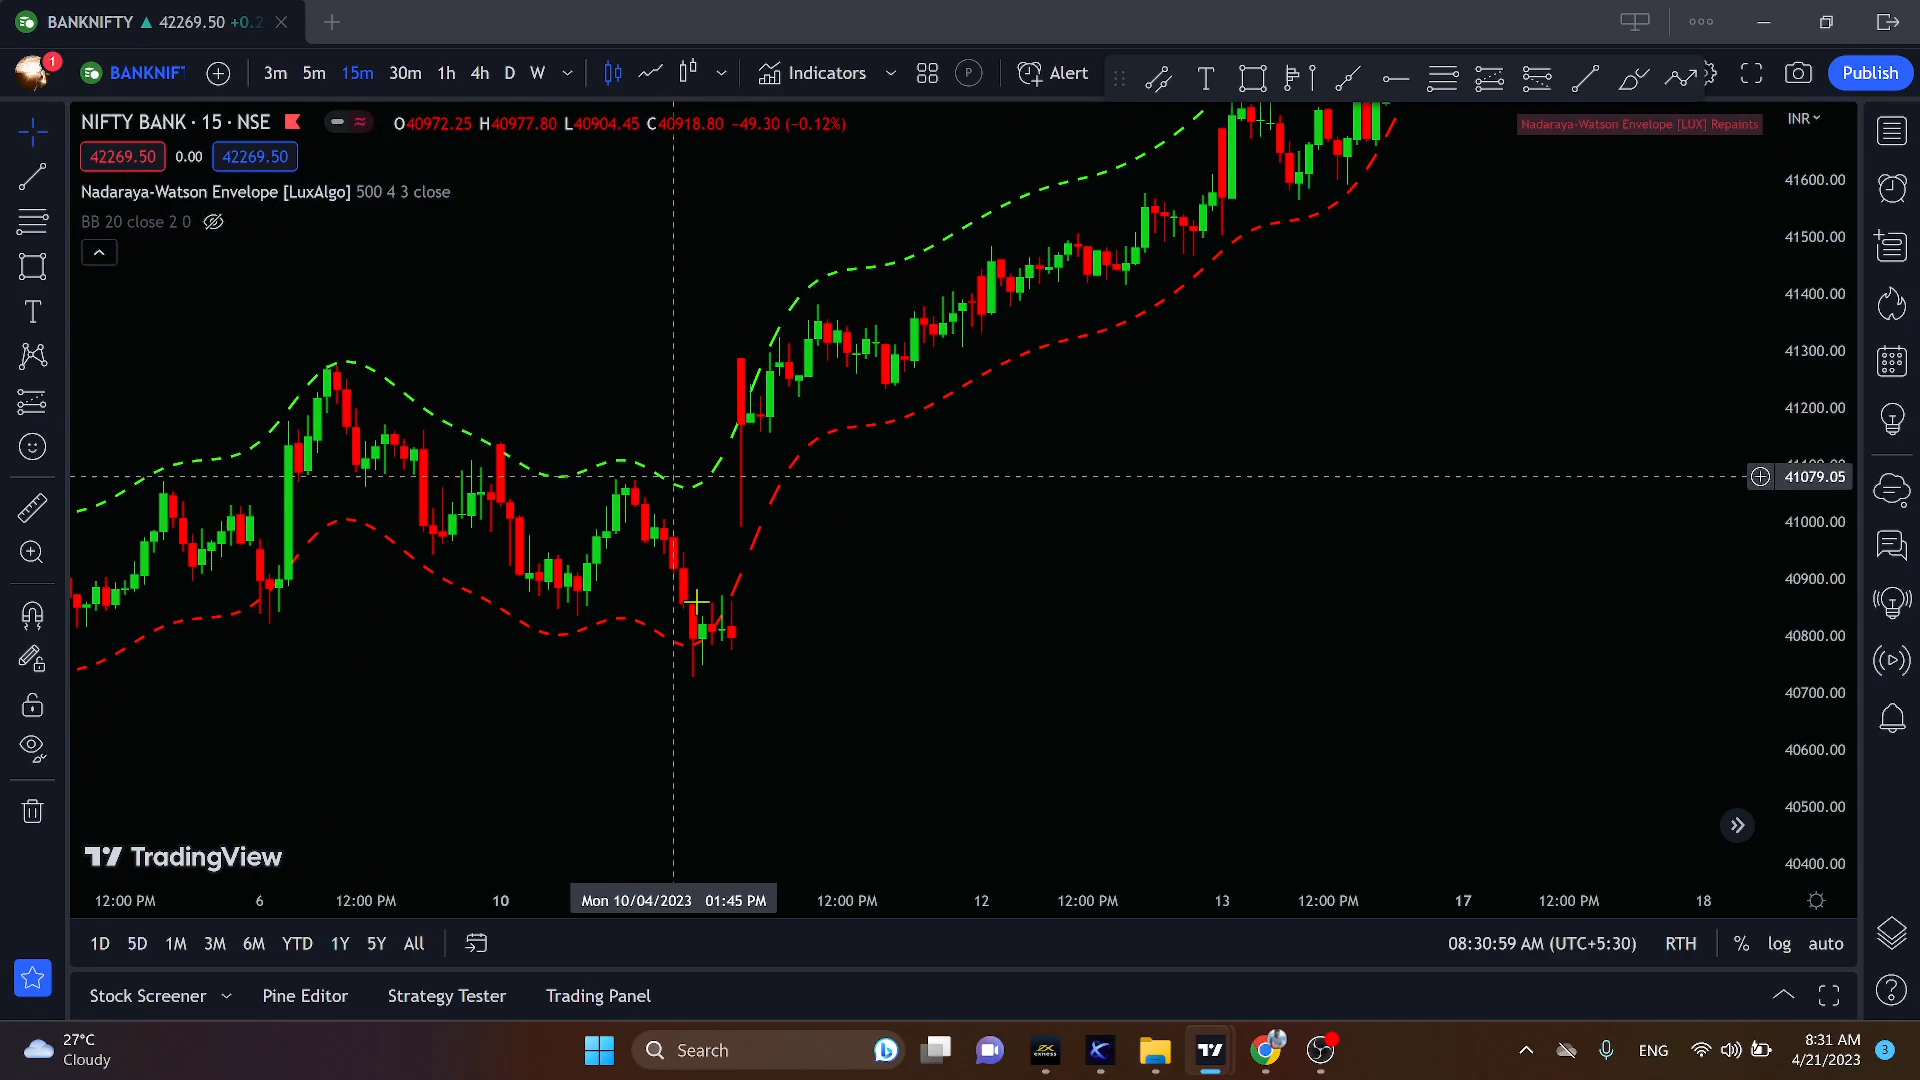 BANKNIFTY ▲ 42269.50 +0.2
1
BANKNIF
3m 5m 15m 30m 1h 4h D W
Indicators
P
Alert
T
Publish
NIFTY BANK · 15 · NSE
O40972.25 H40977.80 L40904.45 C40918.80 −49.30 (−0.12%)
Nadaraya-Watson Envelope [LUX] Repaints
INR
42269.50 0.00 42269.50
Nadaraya-Watson Envelope [LuxAlgo] 500 4 3 close
BB 20 close 2 0
41600.00
41500.00
41400.00
41300.00
41200.00
41079.05
41000.00
40900.00
40800.00
40700.00
40600.00
40500.00
40400.00
TradingView
12:00 PM 6 12:00 PM 10 Mon 10/04/2023 01:45 PM 12:00 PM 12 12:00 PM 13 12:00 PM 17 12:00 PM 18
1D 5D 1M 3M 6M YTD 1Y 5Y All
08:30:59 AM (UTC+5:30) RTH % log auto
Stock Screener Pine Editor Strategy Tester Trading Panel
27°C
Cloudy
Search
exness
ENG
8:31 AM
4/21/2023
3